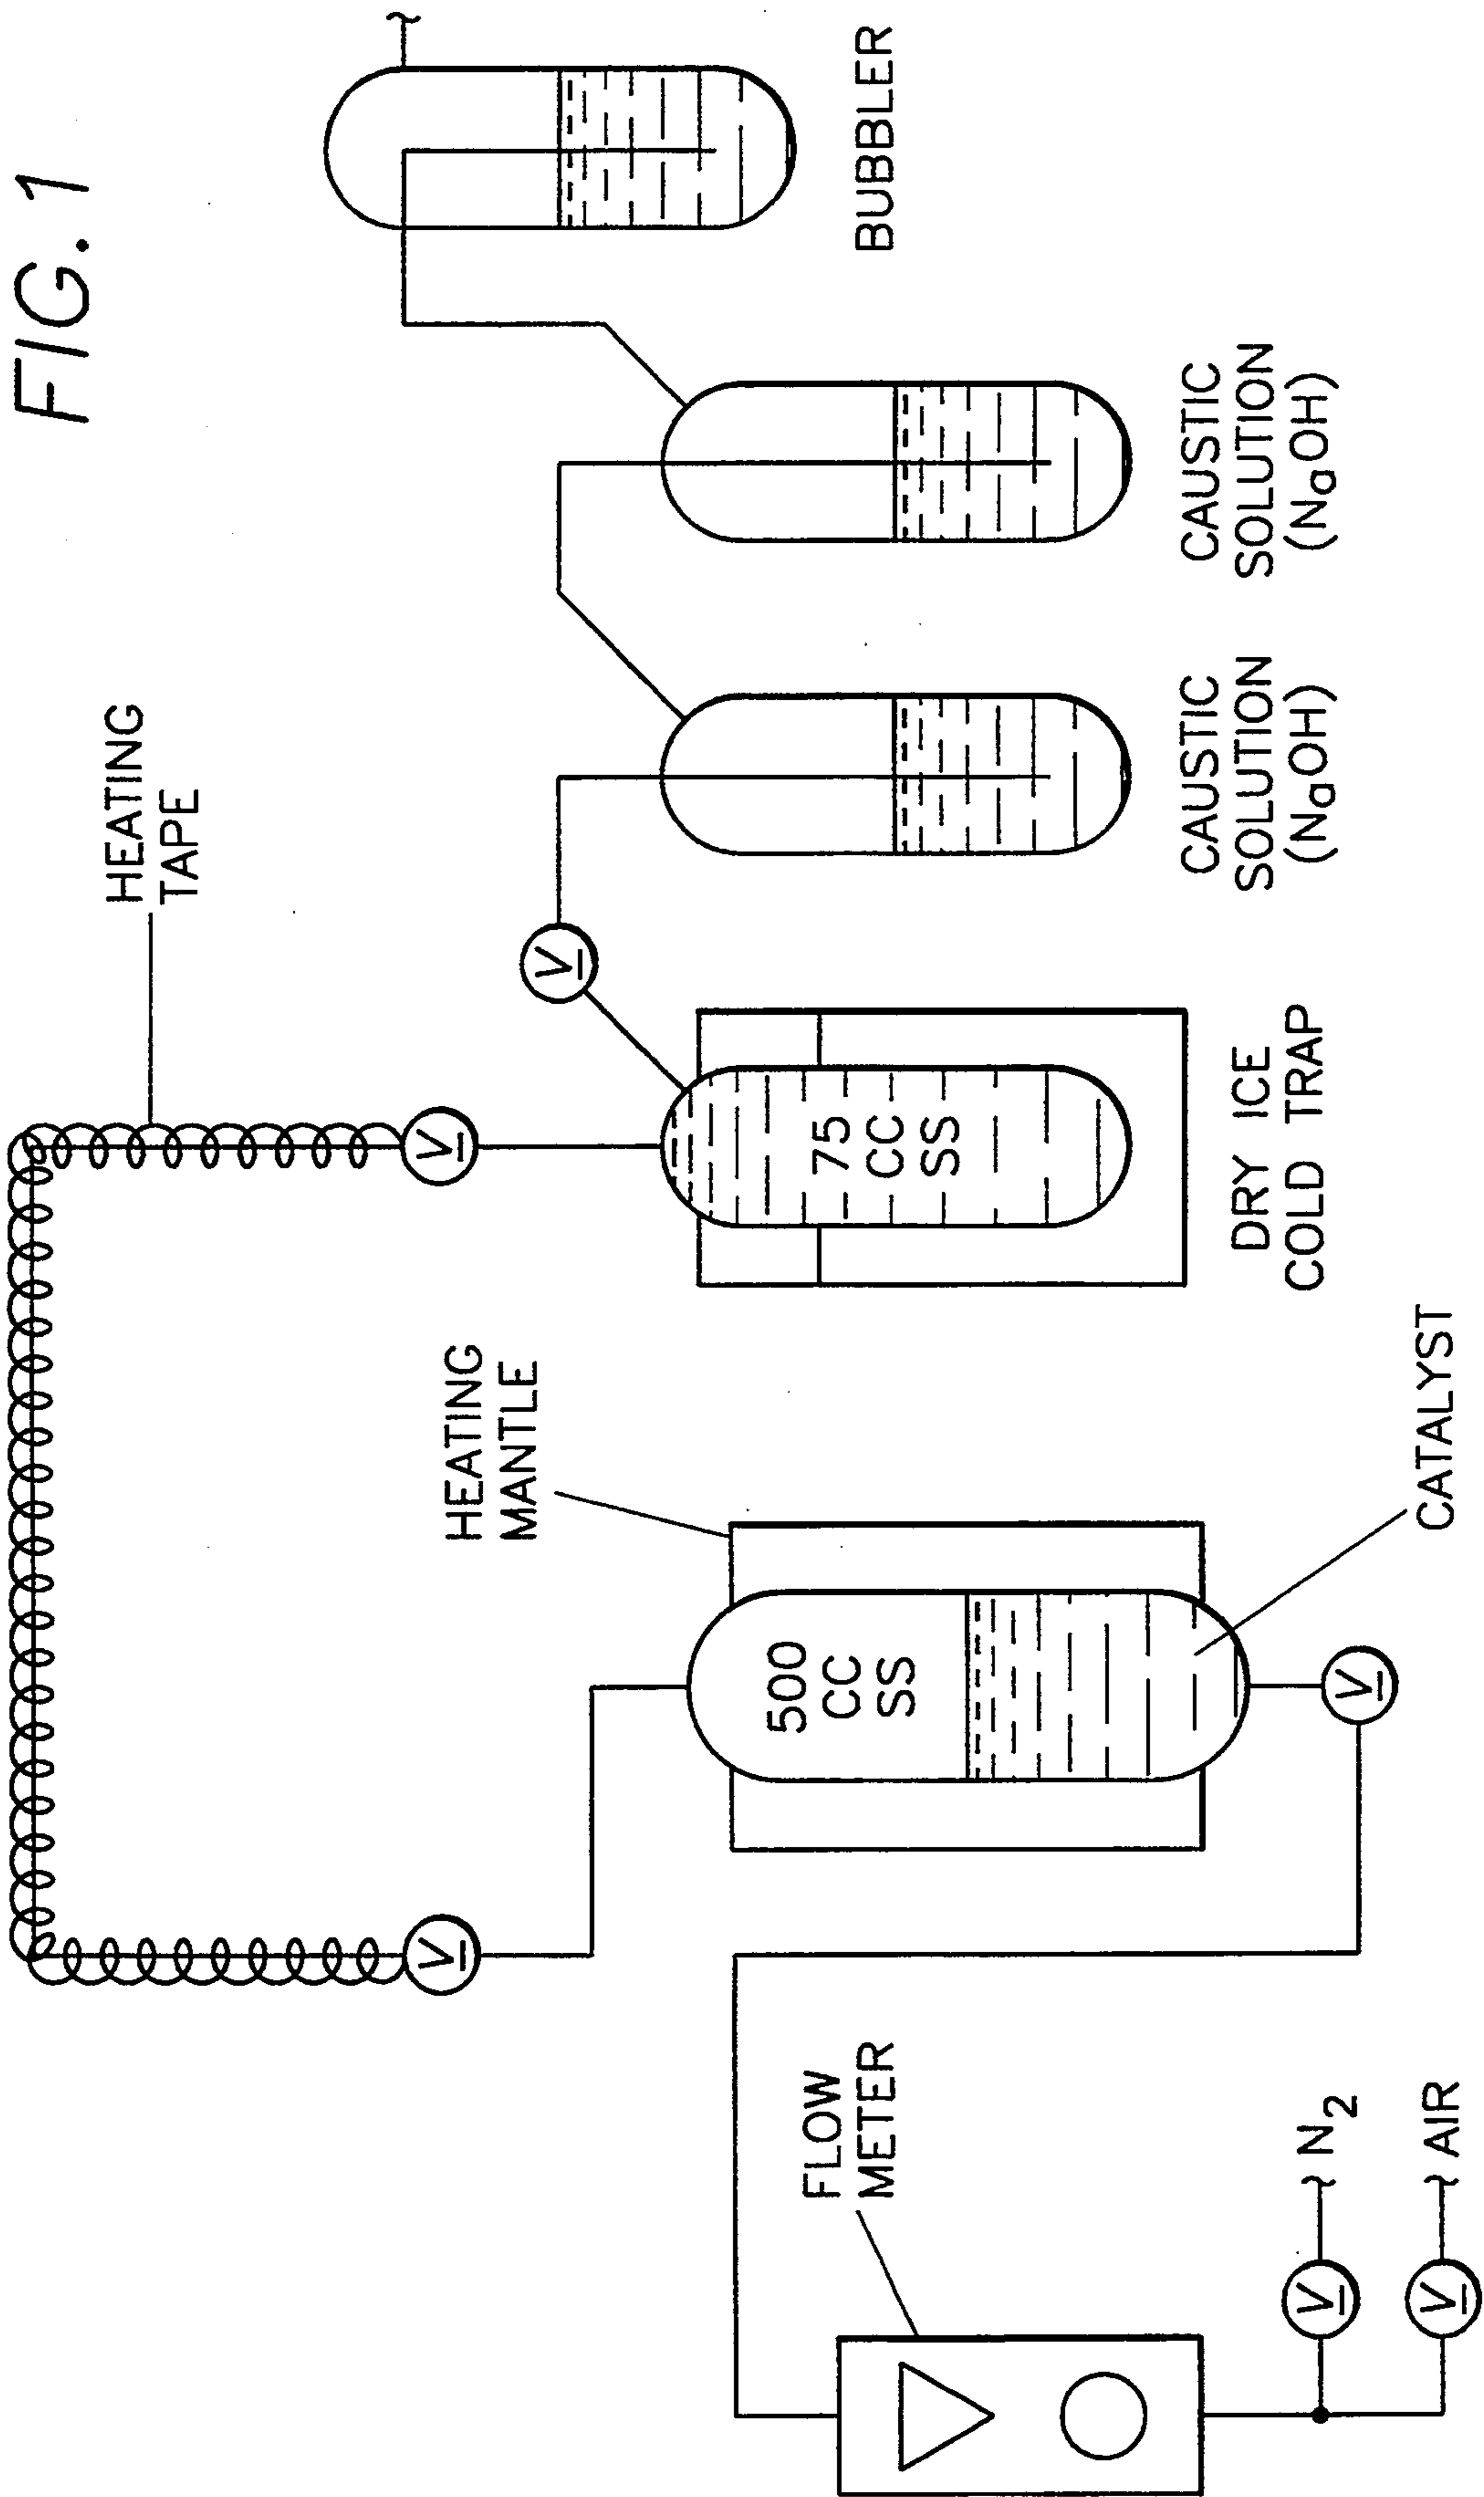 FIG. 1
HEATING
TAPE
V
V
V
BUBBLER
HEATING
MANTLE
500
CC
SS
75
CC
SS
FLOW
METER
DRY ICE
COLD TRAP
CAUSTIC
SOLUTION
(NaOH)
CAUSTIC
SOLUTION
(NaOH)
V
N2
V
AIR
V
CATALYST